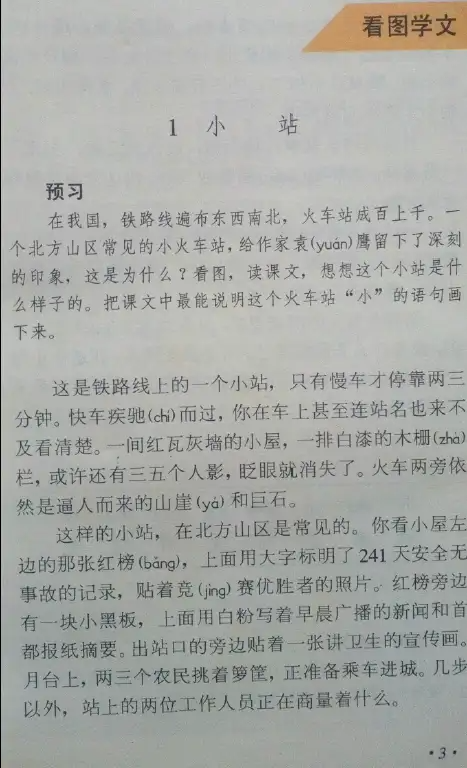 看图学文
1 小 站
预习
在我国，铁路线遍布东西南北，火车站成百上千。一
个北方山区常见的小火车站，给作家袁(yuán)鹰留下了深刻
的印象，这是为什么？看图，读课文，想想这个小站是什
么样子的。把课文中最能说明这个火车站“小”的语句画
下来。
这是铁路线上的一个小站，只有慢车才停靠两三
分钟。快车疾驰(chí)而过，你在车上甚至连站名也来不
及看清楚。一间红瓦灰墙的小屋，一排白漆的木栅(zhà)
栏，或许还有三五个人影，眨眼就消失了。火车两旁依
然是逼人而来的山崖(yá)和巨石。
这样的小站，在北方山区是常见的。你看小屋左
边的那张红榜(bǎng)，上面用大字标明了241天安全无
事故的记录，贴着竞(jìng)赛优胜者的照片。红榜旁边
有一块小黑板，上面用白粉写着早晨广播的新闻和首
都报纸摘要。出站口的旁边贴着一张讲卫生的宣传画。
月台上，两三个农民挑着箩筐，正准备乘车进城。几步
以外，站上的两位工作人员正在商量着什么。
·3·